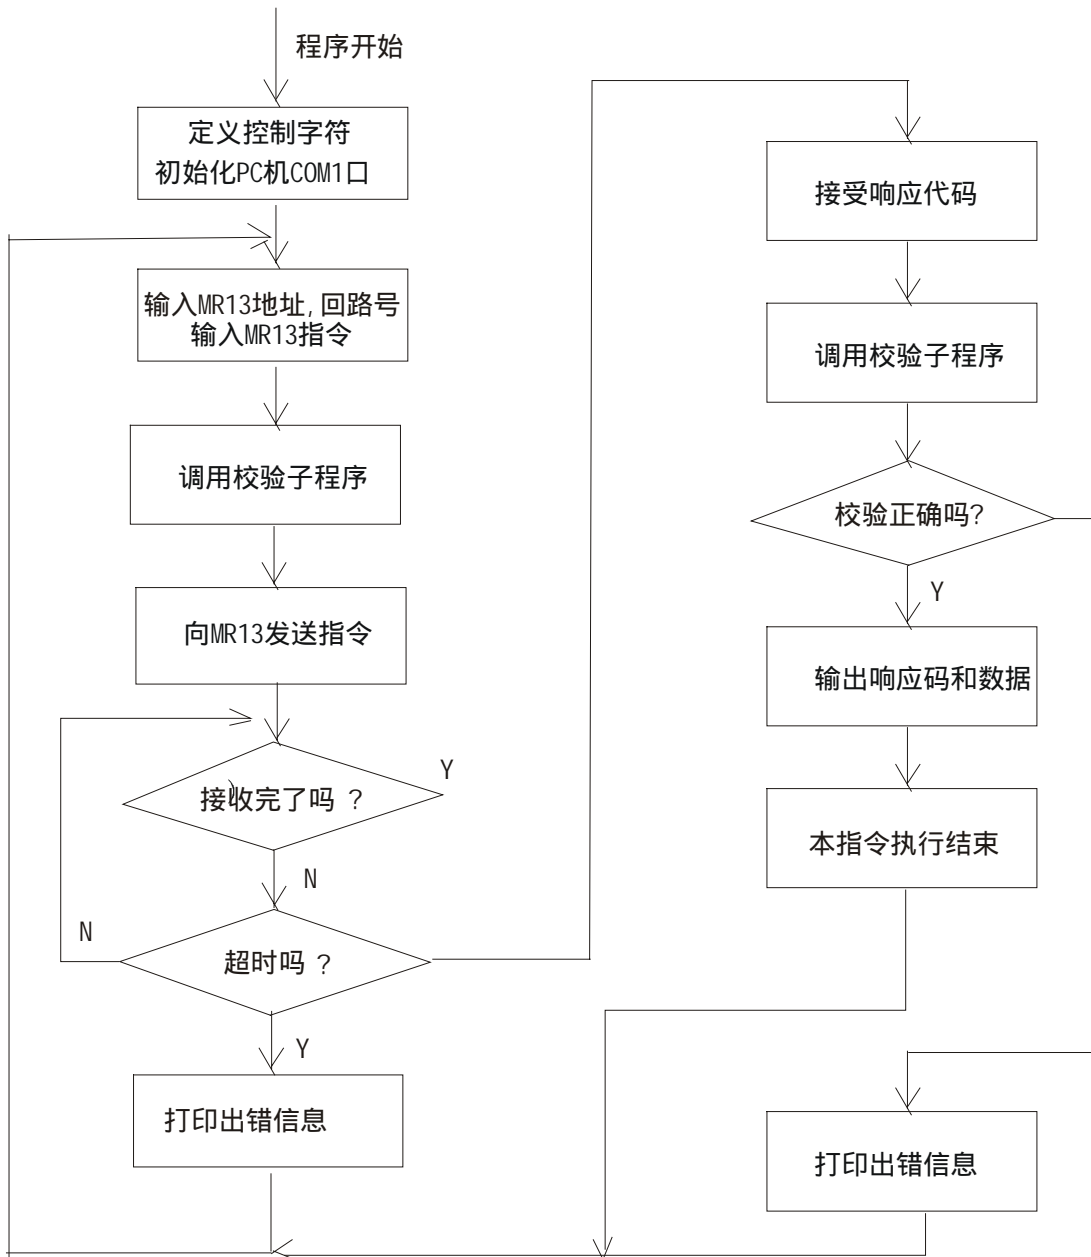 程序开始
定义控制字符
初始化PC机COM1口
输入MR13地址,回路号
输入MR13指令
调用校验子程序
向MR13发送指令
接收完了吗 ?
Y
N
超时吗 ?
N
Y
打印出错信息
接受响应代码
调用校验子程序
校验正确吗?
Y
输出响应码和数据
本指令执行结束
打印出错信息